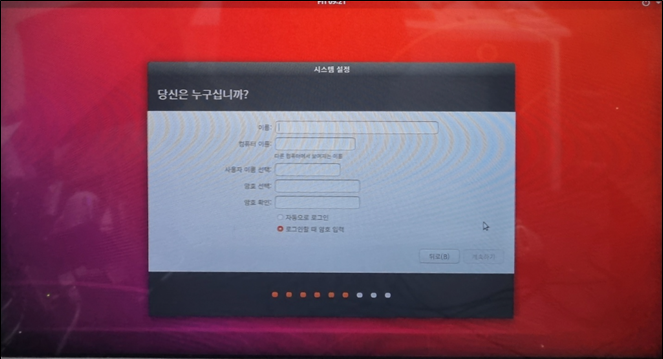 Fri 09:21
시스템 설정
당신은 누구십니까?
이름:
컴퓨터 이름:
다른 컴퓨터에서 보여지는 이름
사용자 이름 선택:
암호 선택:
암호 확인:
자동으로 로그인
로그인할 때 암호 입력
뒤로(B) 계속하기